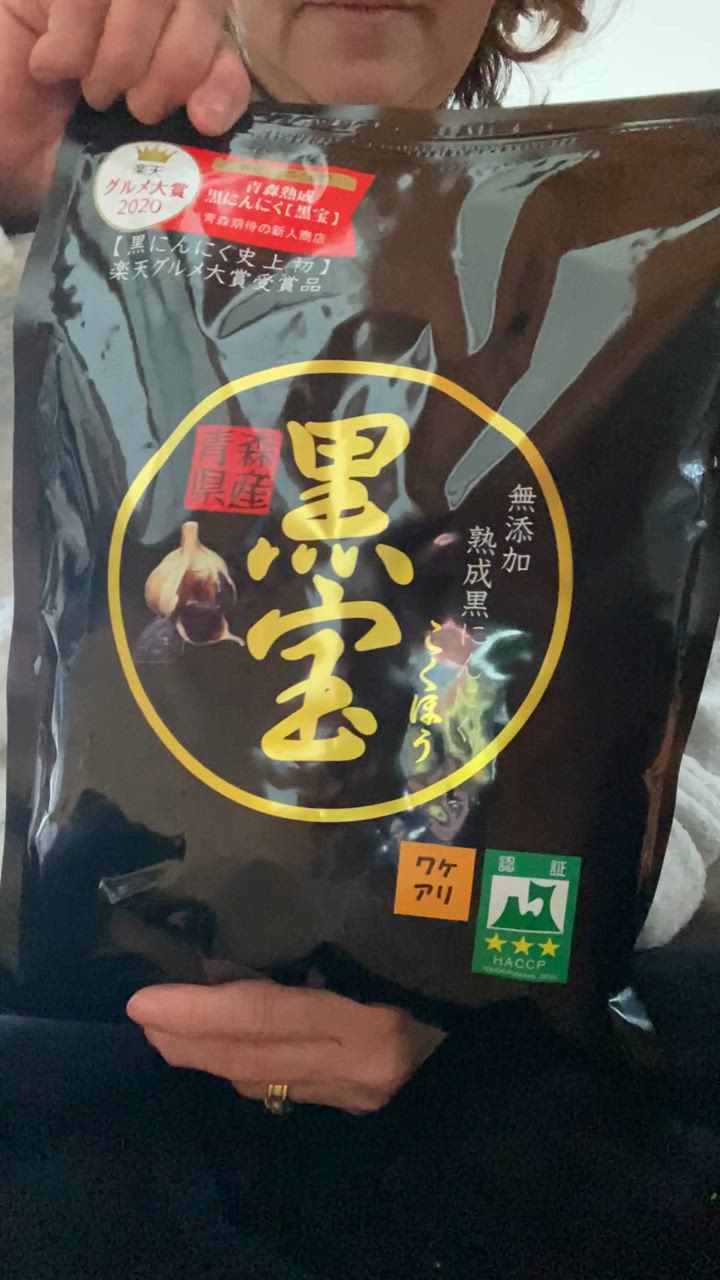 楽天
グルメ大賞
2020
青森熟成
黒にんにく【黒宝】
青森期待の新人商店
【黒にんにく史上初】
楽天グルメ大賞受賞品
青森
県産
黒宝
無添加
熟成黒にん
こくほう
ワケ
アリ
認証
HACCP